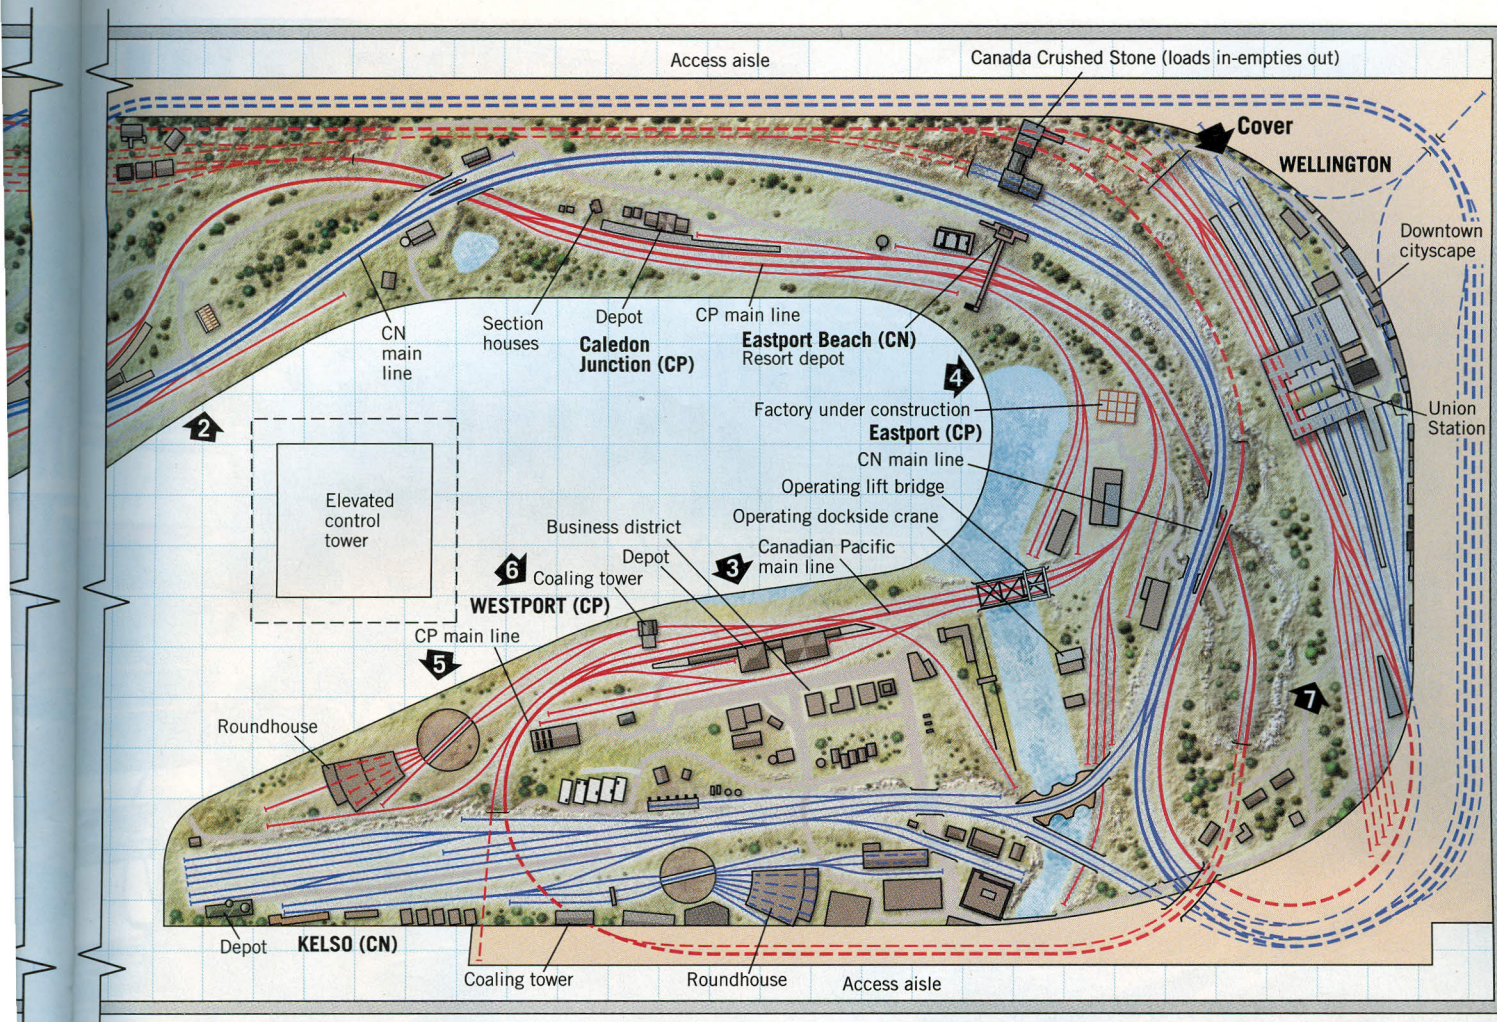 Access aisle
Canada Crushed Stone (loads in-empties out)
Cover
WELLINGTON
Downtown
cityscape
CN
main
line
Section
houses
Depot
Caledon
Junction (CP)
CP main line
Eastport Beach (CN)
Resort depot
4
2
Factory under construction
Eastport (CP)
CN main line
Union
Station
Operating lift bridge
Operating dockside crane
Elevated
control
tower
Business district
Depot
Canadian Pacific
main line
3
6
Coaling tower
WESTPORT (CP)
CP main line
5
7
Roundhouse
Depot
KELSO (CN)
Coaling tower
Roundhouse
Access aisle